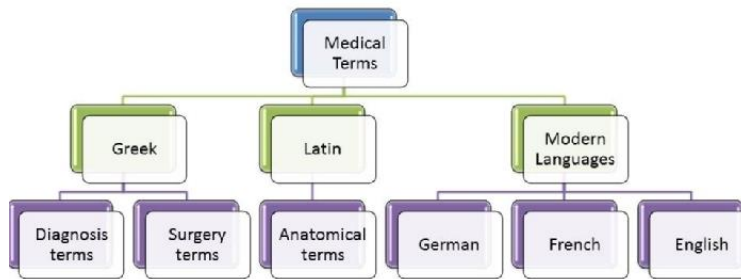 Medical
Terms
Greek
Latin
Modern
Languages
Diagnosis
terms
Surgery
terms
Anatomical
terms
German
French
English